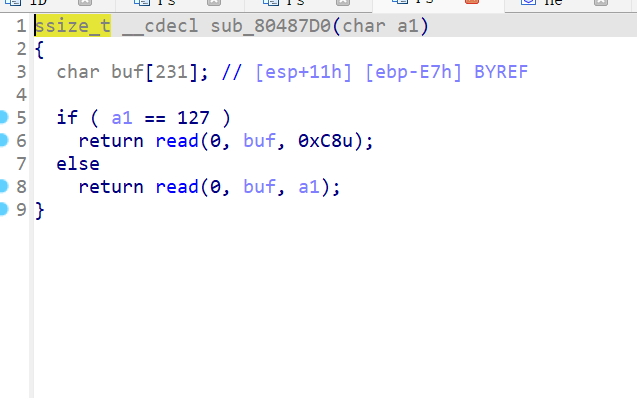 1 ssize_t __cdecl sub_80487D0(char a1)
2 {
3 char buf[231]; // [esp+11h] [ebp-E7h] BYREF
4
5 if ( a1 == 127 )
6 return read(0, buf, 0xC8u);
7 else
8 return read(0, buf, a1);
9 }